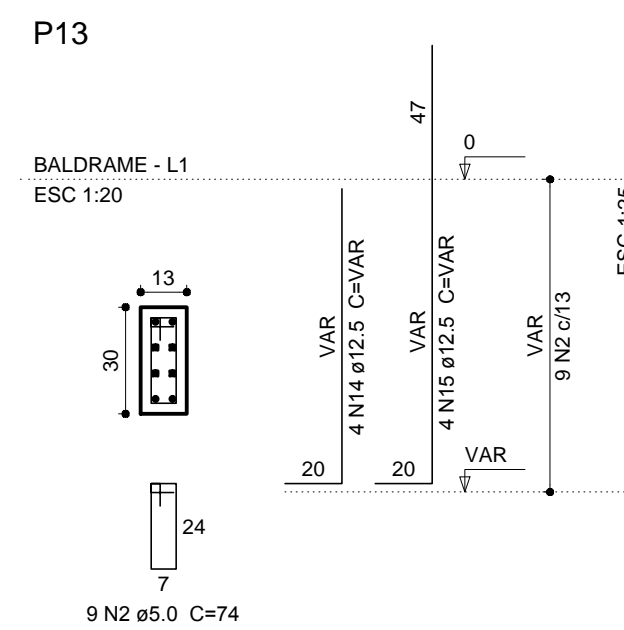 P13
BALDRAME - L1
ESC 1:20
13
30
24
7
9 N2 ø5.0 C=74
VAR
4 N14 ø12.5 C=VAR
20
47
VAR
4 N15 ø12.5 C=VAR
20
0
VAR
VAR
9 N2 c/13